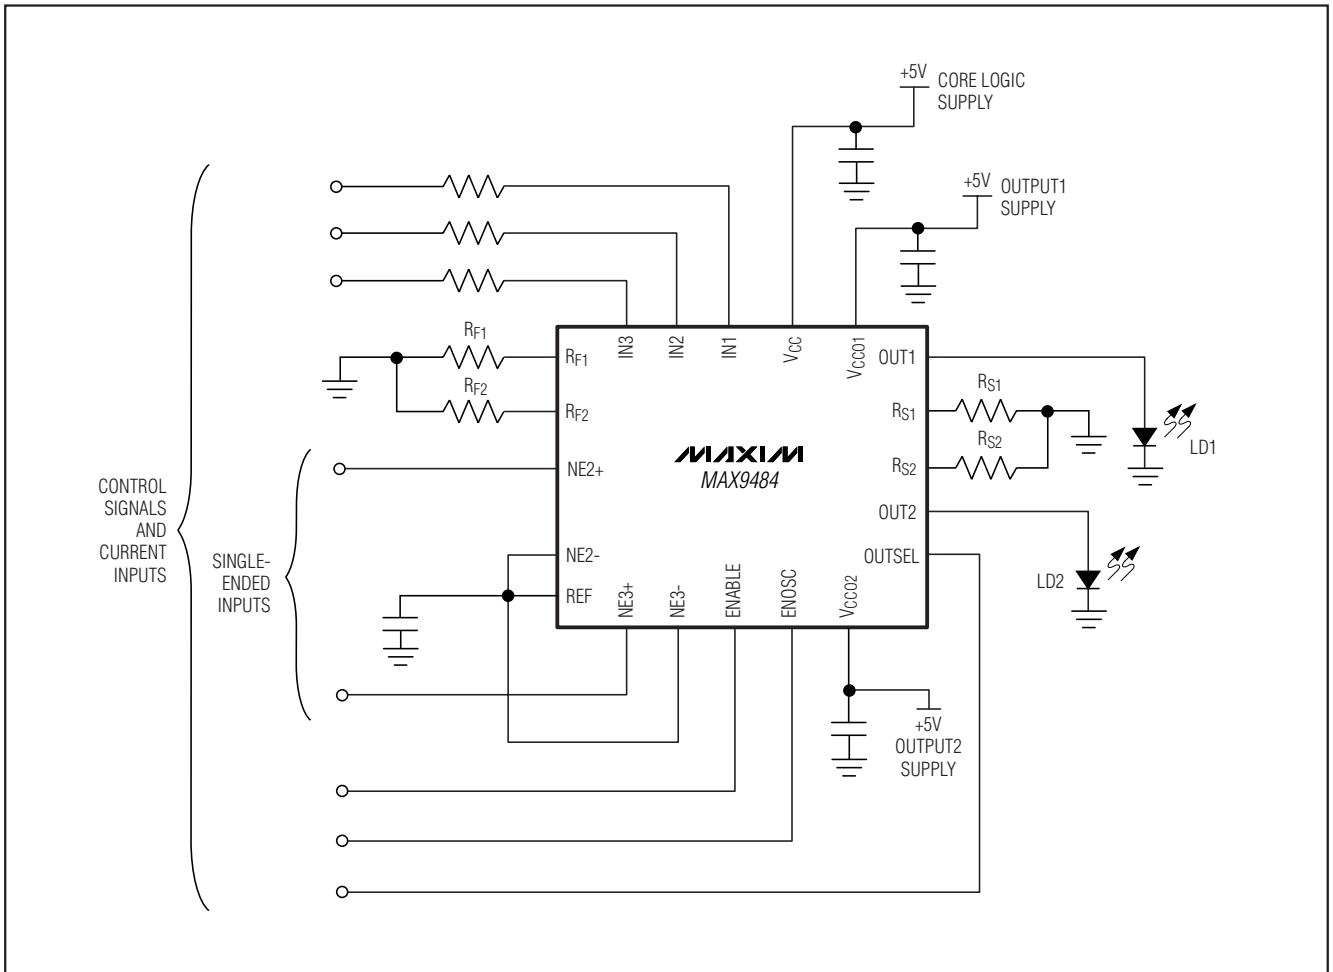 +5V
CORE LOGIC
SUPPLY
+5V
OUTPUT1
SUPPLY
RF1
RF2
IN3
IN2
IN1
VCC
VCCO1
RF1
RF2
NE2+
NE2-
REF
NE3+
NE3-
ENABLE
ENOSC
VCCO2
OUT1
RS1
RS2
OUT2
OUTSEL
MAXIM
MAX9484
RS1
RS2
LD1
LD2
CONTROL
SIGNALS
AND
CURRENT
INPUTS
SINGLE-
ENDED
INPUTS
+5V
OUTPUT2
SUPPLY